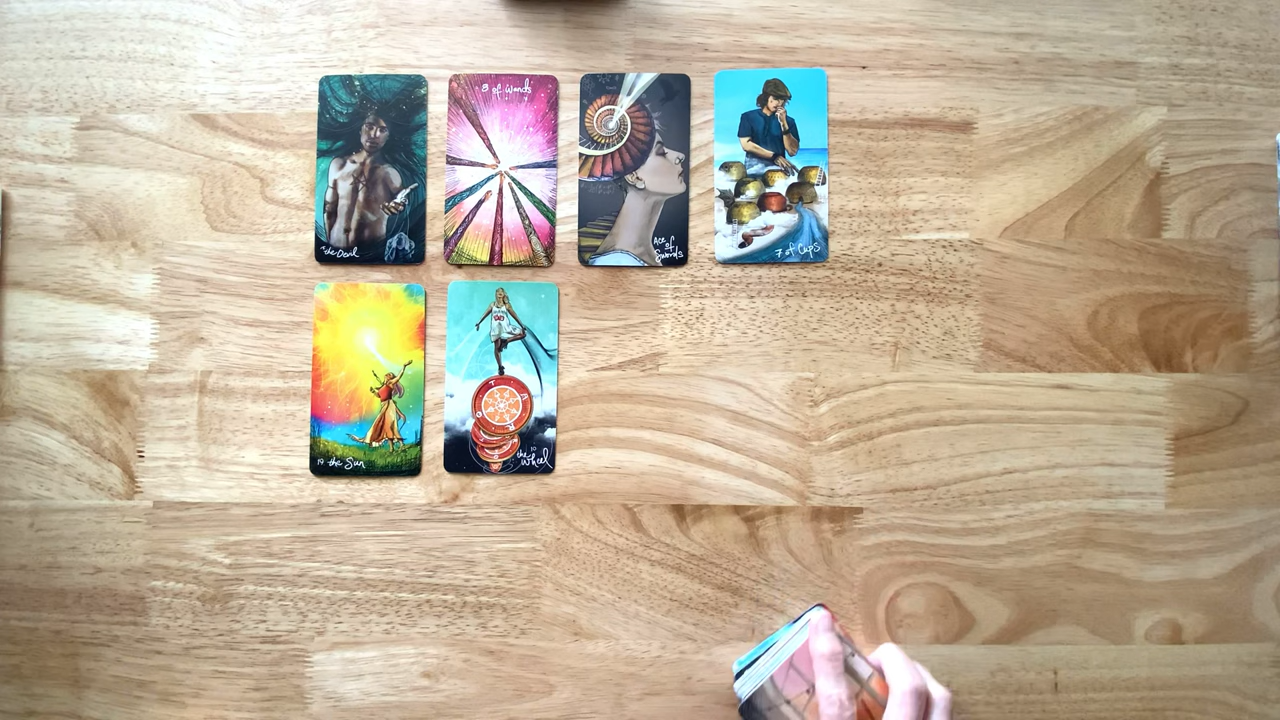 the Devil
8 of Wands
Ace
of
Swords
7 of Cups
19 the Sun
10
the
Wheel
T
A
R
O